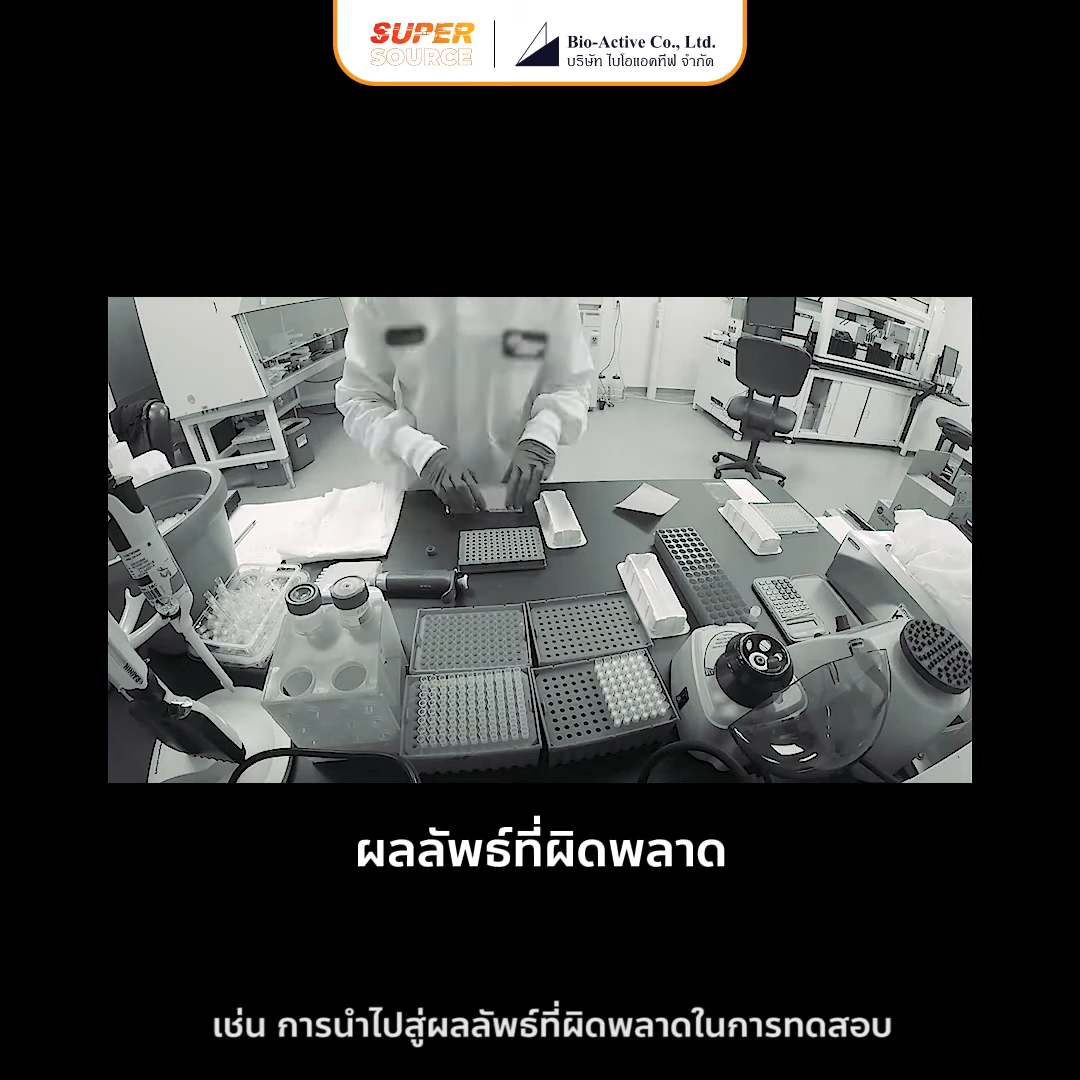 SUPER
SOURCE
Bio-Active Co., Ltd.
บริษัท ไบโอแอคทีฟ จำกัด
ผลลัพธ์ที่ผิดพลาด
เช่น การนำไปสู่ผลลัพธ์ที่ผิดพลาดในการทดสอบ